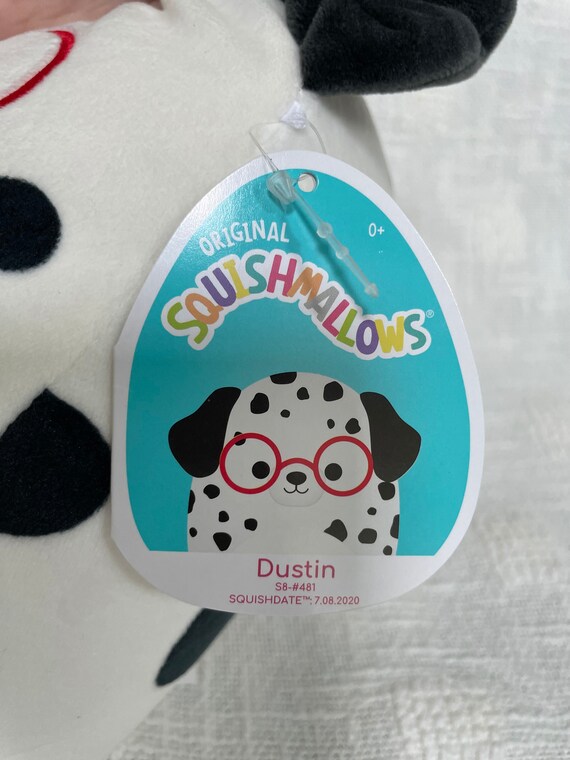 ORIGINAL
0+
SQUISHMALLOWS®
Dustin
S8-#481
SQUISHDATE™: 7.08.2020